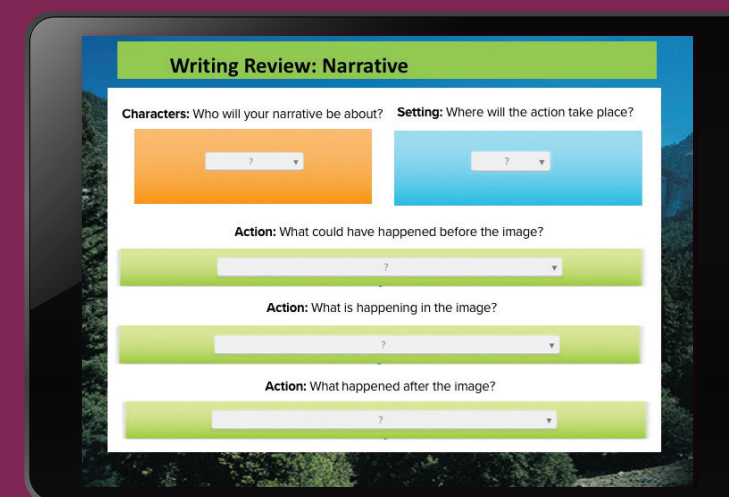 Writing Review: Narrative
Characters: Who will your narrative be about?
Setting: Where will the action take place?
?
?
Action: What could have happened before the image?
?
Action: What is happening in the image?
?
Action: What happened after the image?
?